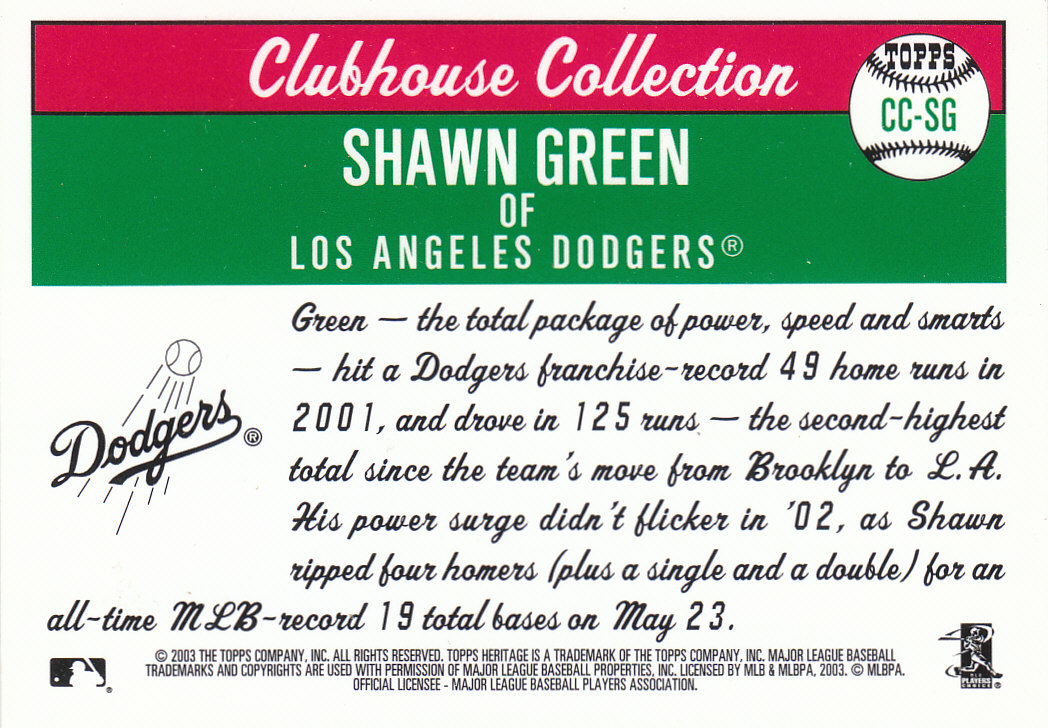 Clubhouse Collection
TOPPS
CC-SG
SHAWN GREEN
OF
LOS ANGELES DODGERS®
Green — the total package of power, speed and smarts
— hit a Dodgers franchise-record 49 home runs in
2001, and drove in 125 runs — the second-highest
total since the team's move from Brooklyn to L.A.
His power surge didn't flicker in '02, as Shawn
ripped four homers (plus a single and a double) for an
all-time MLB-record 19 total bases on May 23.
Dodgers®
© 2003 THE TOPPS COMPANY, INC. ALL RIGHTS RESERVED. TOPPS HERITAGE IS A TRADEMARK OF THE TOPPS COMPANY, INC. MAJOR LEAGUE BASEBALL
TRADEMARKS AND COPYRIGHTS ARE USED WITH PERMISSION OF MAJOR LEAGUE BASEBALL PROPERTIES, INC. LICENSED BY MLB & MLBPA, 2003. © MLBPA.
OFFICIAL LICENSEE - MAJOR LEAGUE BASEBALL PLAYERS ASSOCIATION.
®
PLAYERS
CHOICE ®